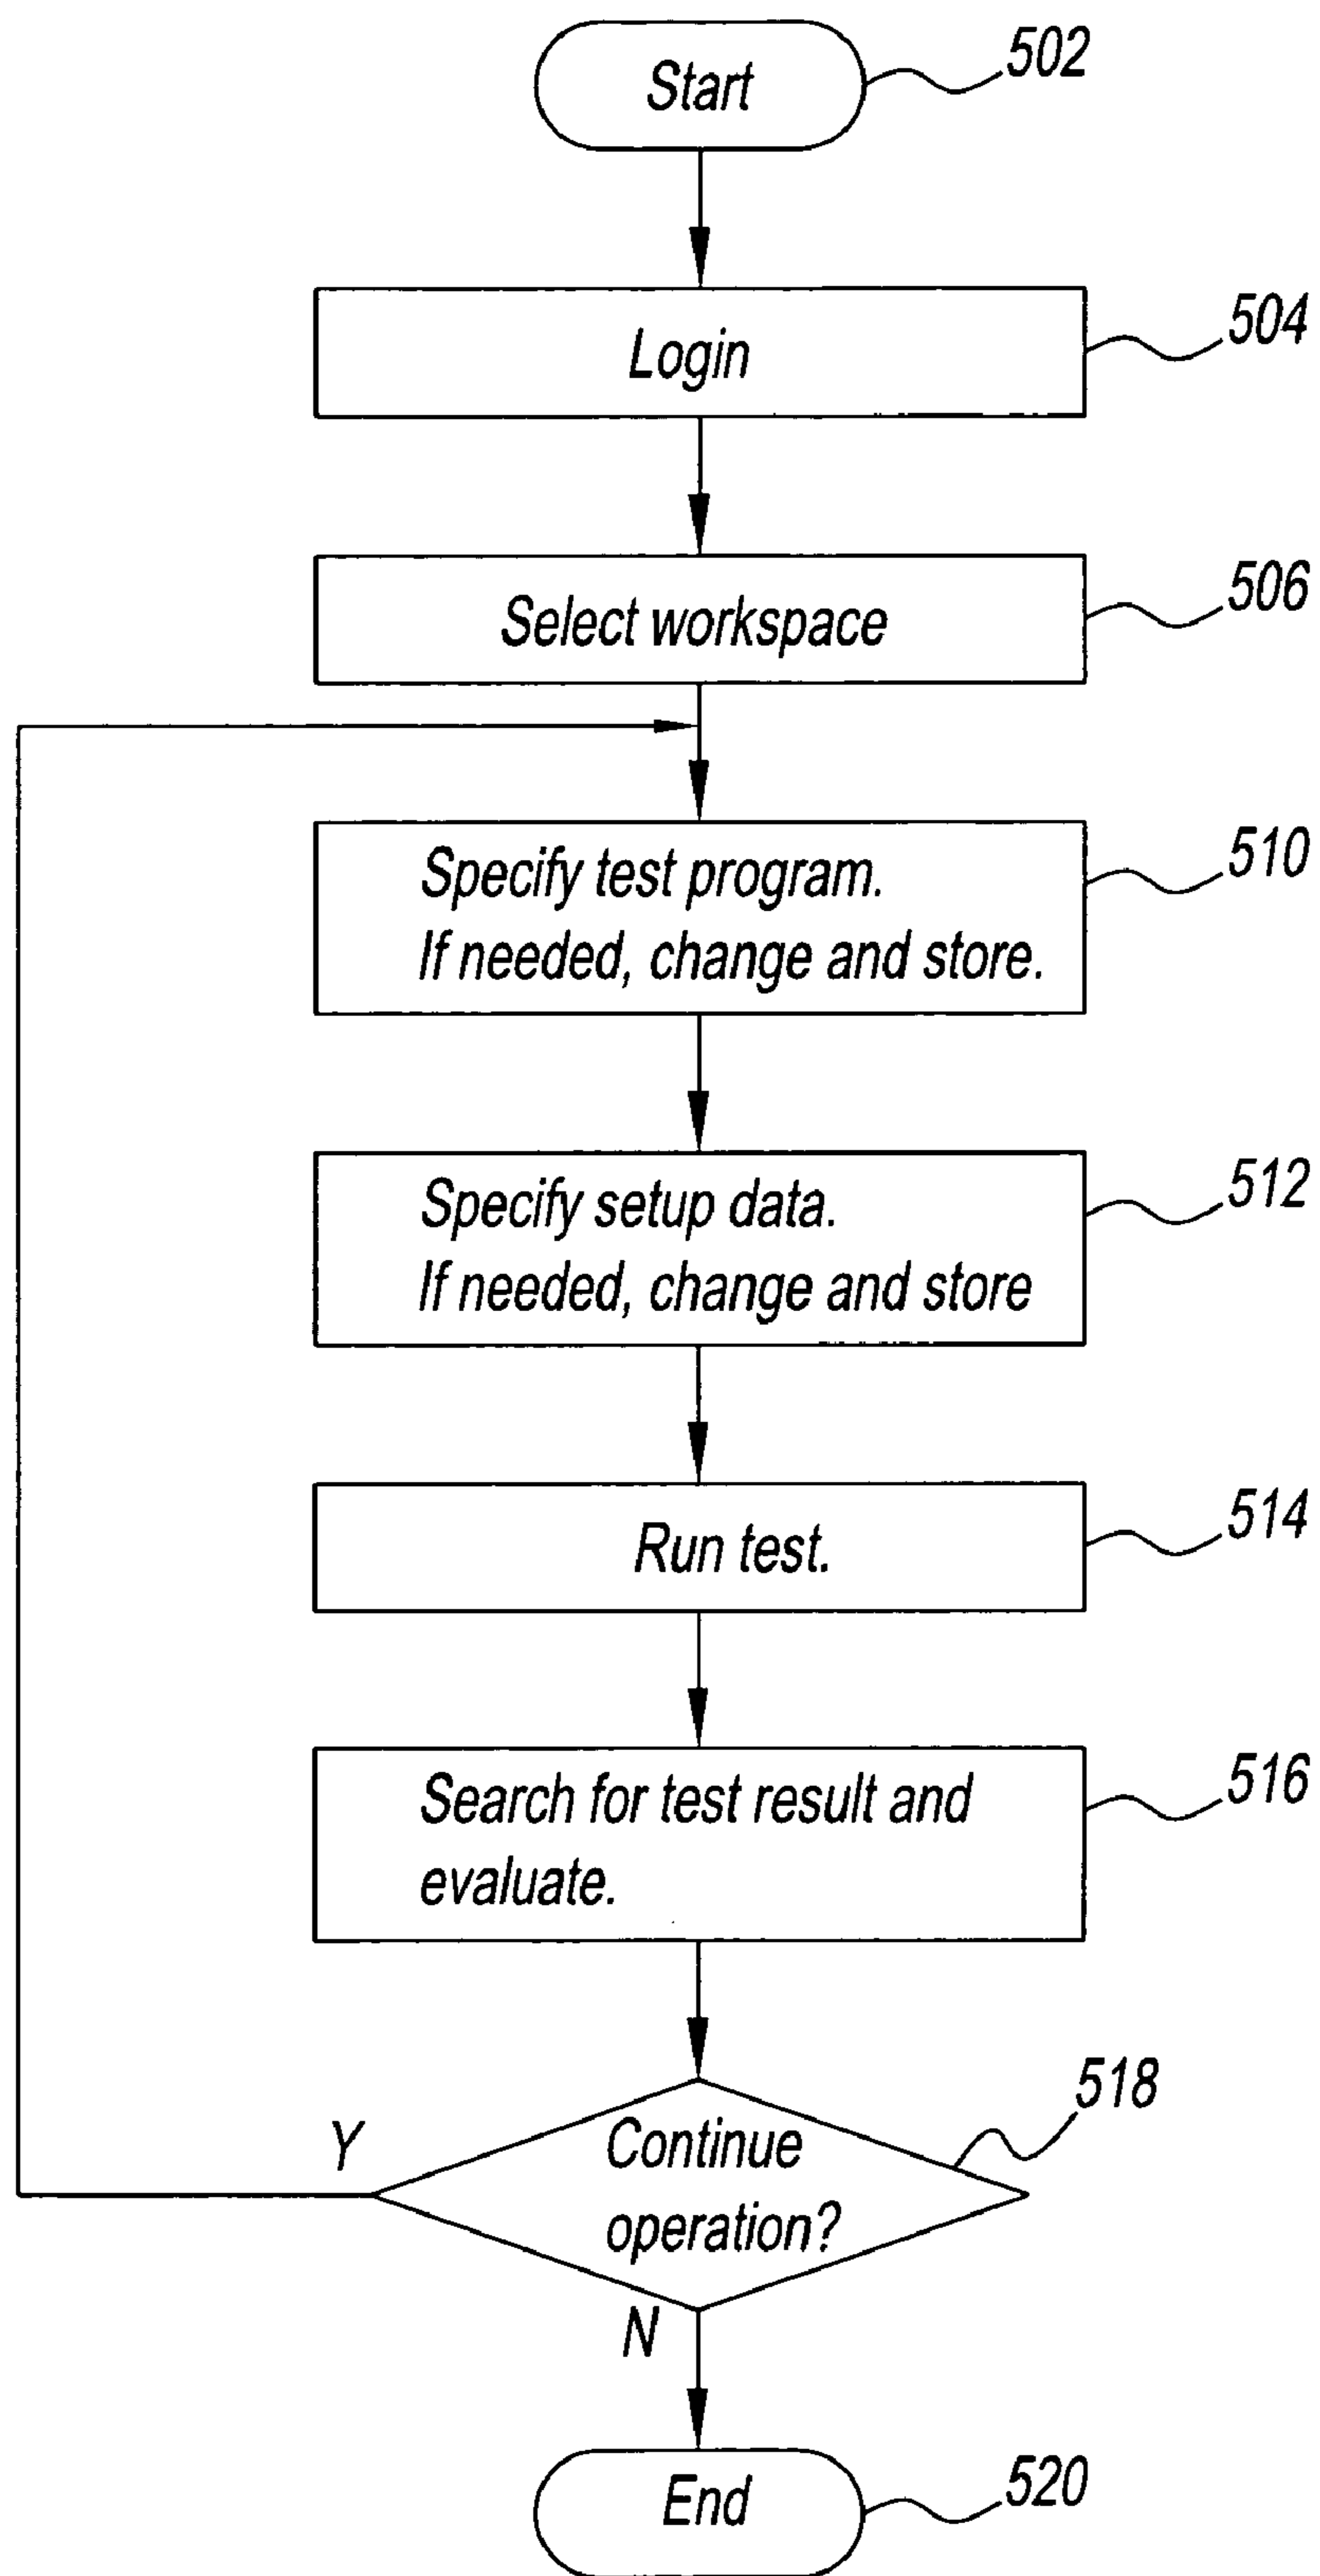 Start
502
Login
504
Select workspace
506
Specify test program.
If needed, change and store.
510
Specify setup data.
If needed, change and store
512
Run test.
514
Search for test result and
evaluate.
516
Continue
operation?
518
Y
N
End
520